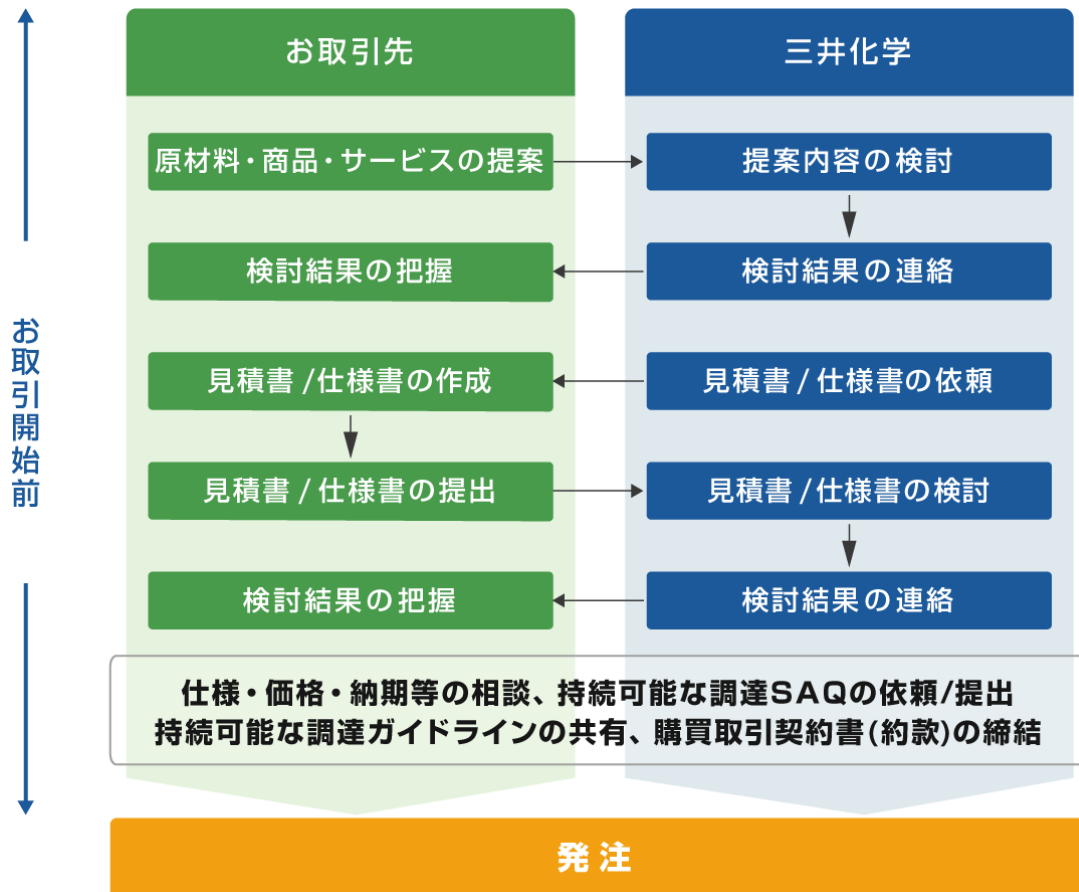 お取引先
三井化学
原材料・商品・サービスの提案
提案内容の検討
検討結果の把握
検討結果の連絡
お取引開始前
見積書/仕様書の作成
見積書/仕様書の依頼
見積書/仕様書の提出
見積書/仕様書の検討
検討結果の把握
検討結果の連絡
仕様・価格・納期等の相談、持続可能な調達SAQの依頼/提出
持続可能な調達ガイドラインの共有、購買取引契約書(約款)の締結
発注